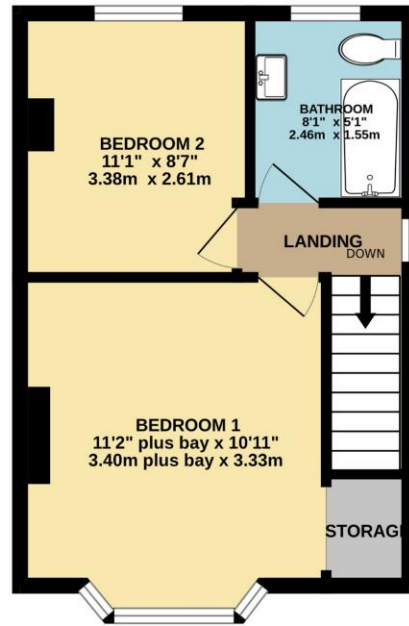 BATHROOM
8'1" x 5'1"
2.46m x 1.55m
BEDROOM 2
11'1" x 8'7"
3.38m x 2.61m
LANDING
DOWN
BEDROOM 1
11'2" plus bay x 10'11"
3.40m plus bay x 3.33m
STORAGE